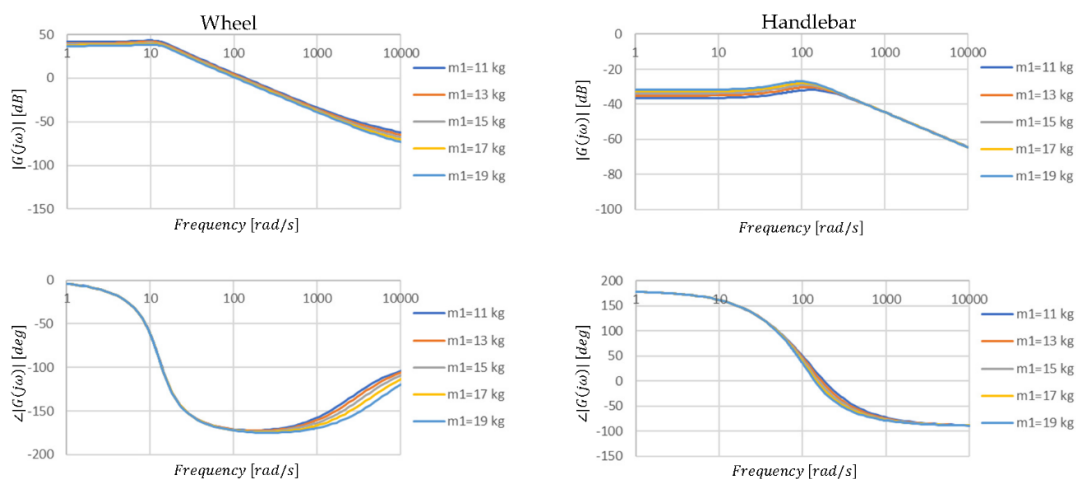 Wheel
50
0
-50
-100
-150
1 10 100 1000 10000
|G(jω)| [dB]
Frequency [rad/s]
m1=11 kg
m1=13 kg
m1=15 kg
m1=17 kg
m1=19 kg
Handlebar
0
-20
-40
-60
-80
-100
1 10 100 1000 10000
|G(jω)| [dB]
Frequency [rad/s]
m1=11 kg
m1=13 kg
m1=15 kg
m1=17 kg
m1=19 kg
0
-50
-100
-150
-200
1 10 100 1000 10000
∠|G(jω)| [deg]
Frequency [rad/s]
m1=11 kg
m1=13 kg
m1=15 kg
m1=17 kg
m1=19 kg
200
150
100
50
0
-50
-100
-150
1 10 100 1000 10000
∠|G(jω)| [deg]
Frequency [rad/s]
m1=11 kg
m1=13 kg
m1=15 kg
m1=17 kg
m1=19 kg